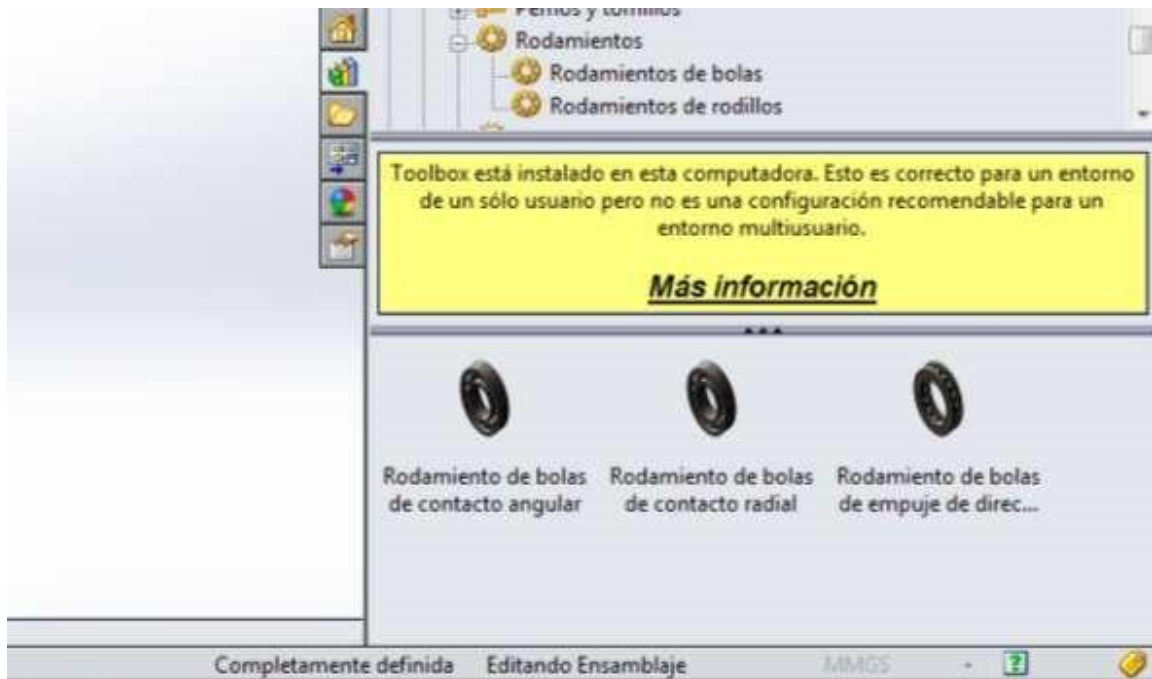 Pernos y tornillos
Rodamientos
Rodamientos de bolas
Rodamientos de rodillos
Toolbox está instalado en esta computadora. Esto es correcto para un entorno
de un sólo usuario pero no es una configuración recomendable para un
entorno multiusuario.
Más información
Rodamiento de bolas
de contacto angular
Rodamiento de bolas
de contacto radial
Rodamiento de bolas
de empuje de direc...
Completamente definida Editando Ensamblaje MMGS